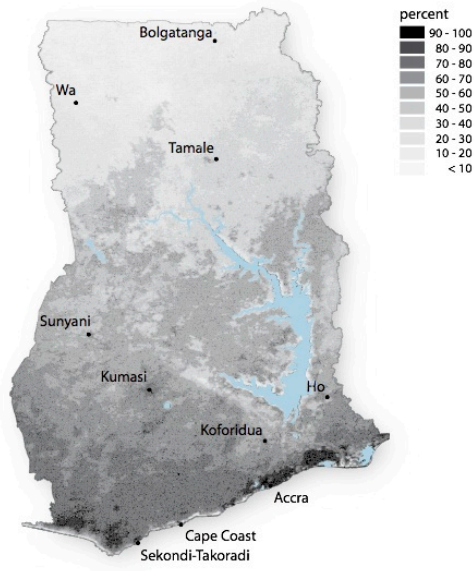 percent
90 - 100
80 - 90
70 - 80
60 - 70
50 - 60
40 - 50
30 - 40
20 - 30
10 - 20
< 10
Bolgatanga
Wa
Tamale
Sunyani
Kumasi
Ho
Koforidua
Accra
Cape Coast
Sekondi-Takoradi